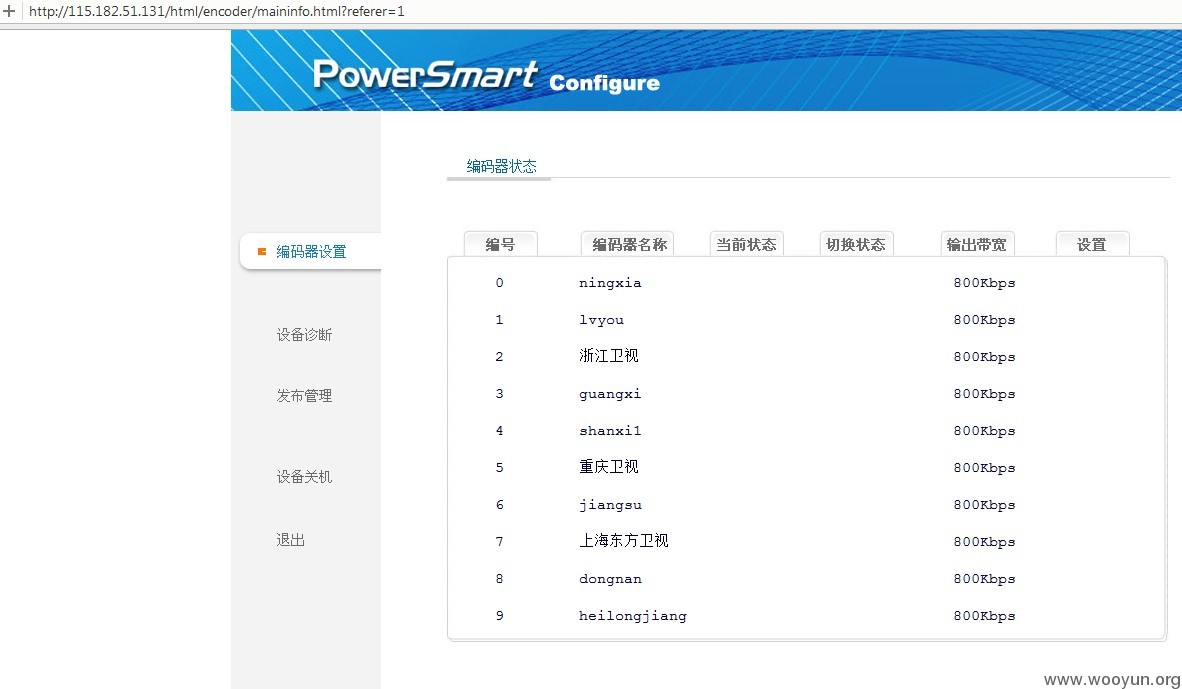 http://115.182.51.131/html/encoder/maininfo.html?referer=1
PowerSmart Configure
编码器状态
编码器设置
设备诊断
发布管理
设备关机
退出
编号 编码器名称 当前状态 切换状态 输出带宽 设置
0 ningxia 800Kbps
1 lvyou 800Kbps
2 浙江卫视 800Kbps
3 guangxi 800Kbps
4 shanxi1 800Kbps
5 重庆卫视 800Kbps
6 jiangsu 800Kbps
7 上海东方卫视 800Kbps
8 dongnan 800Kbps
9 heilongjiang 800Kbps
www.wooyun.org